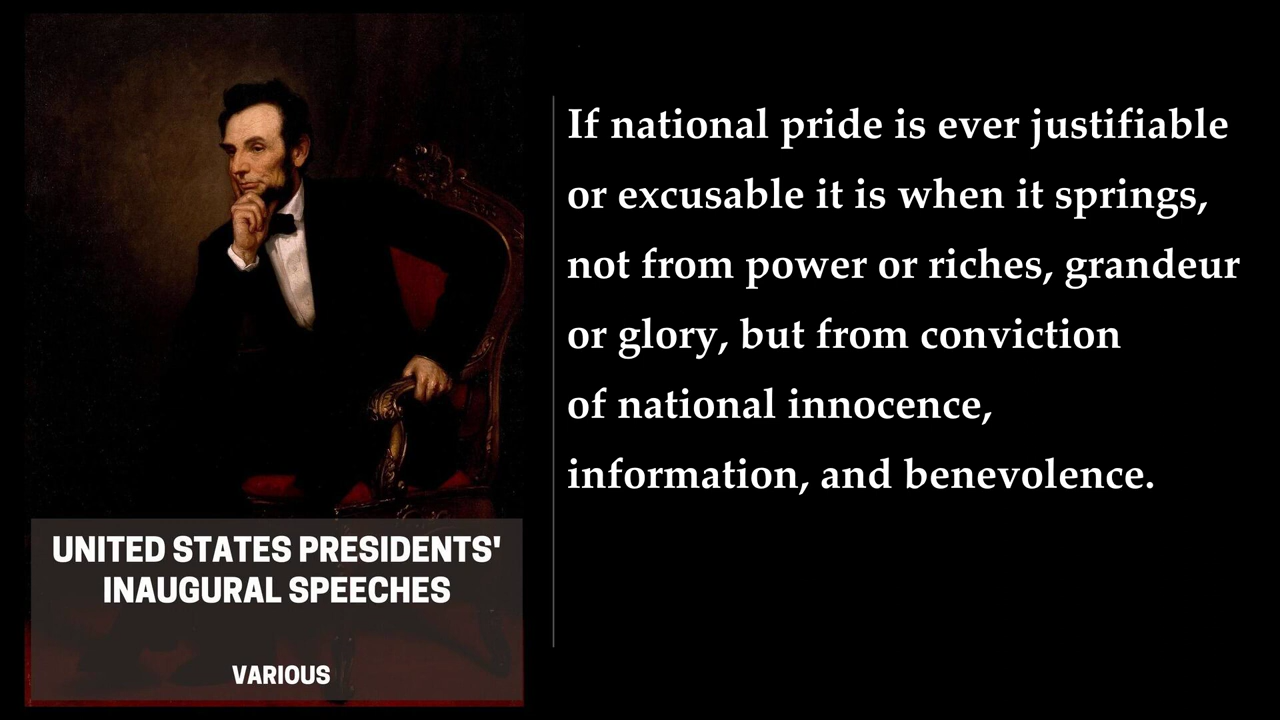 If national pride is ever justifiable
or excusable it is when it springs,
not from power or riches, grandeur
or glory, but from conviction
of national innocence,
information, and benevolence.
UNITED STATES PRESIDENTS'
INAUGURAL SPEECHES
VARIOUS